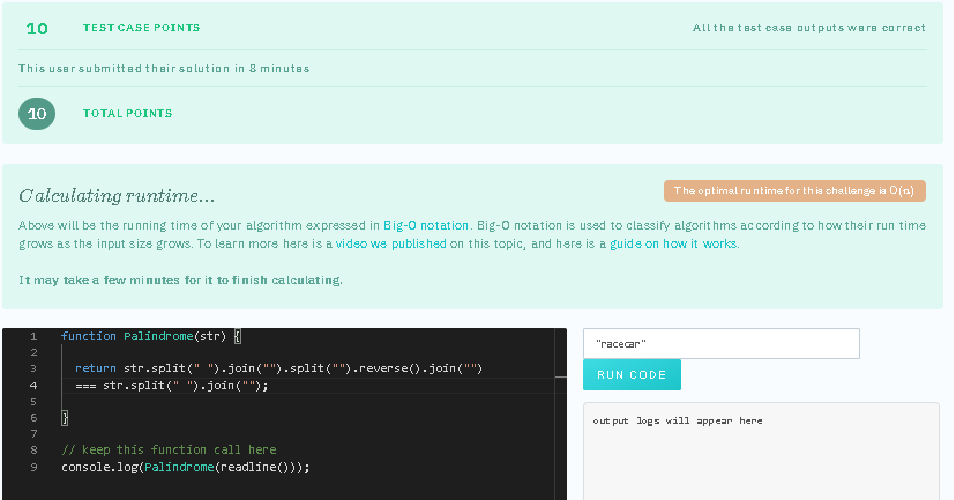 10 TEST CASE POINTS All the test case outputs were correct
This user submitted their solution in 8 minutes
10 TOTAL POINTS
Calculating runtime...
The optimal runtime for this challenge is O(n)
Above will be the running time of your algorithm expressed in Big-O notation. Big-O notation is used to classify algorithms according to how their run time
grows as the input size grows. To learn more here is a video we published on this topic, and here is a guide on how it works.
It may take a few minutes for it to finish calculating.
1 function Palindrome(str) {
2
3 return str.split(" ").join("").split("").reverse().join("")
4 === str.split(" ").join("");
5
6 }
7
8 // keep this function call here
9 console.log(Palindrome(readline()));
"racecar"
RUN CODE
output logs will appear here